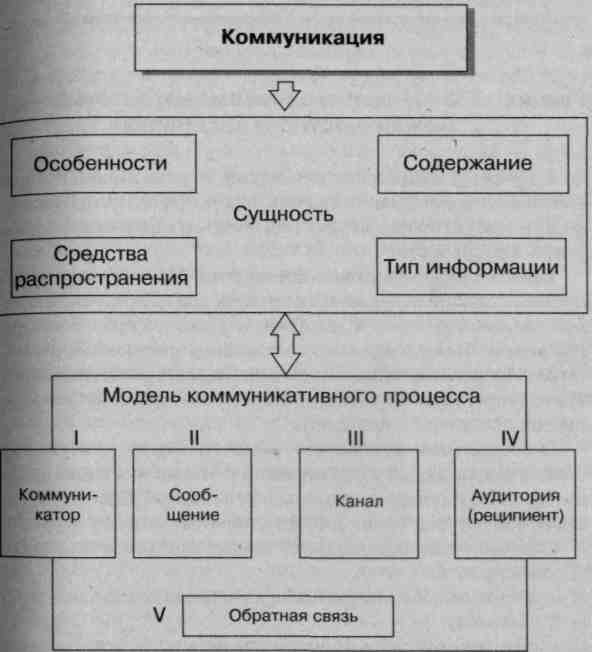 Коммуникация
Особенности
Содержание
Сущность
Средства
распространения
Тип информации
Модель коммуникативного процесса
I
II
III
IV
Коммуни-
катор
Сооб-
щение
Канал
Аудитория
(реципиент)
V
Обратная связь